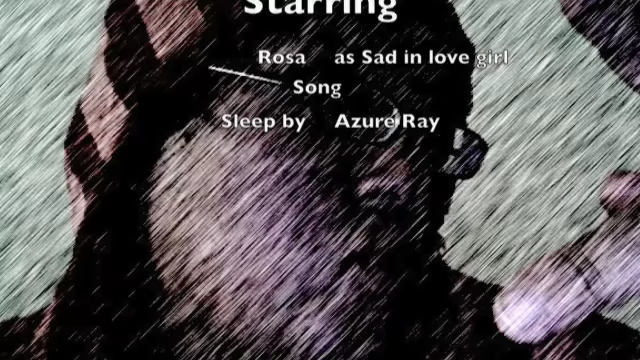 Starring
Rosa as Sad in love girl
Song
Sleep by Azure Ray